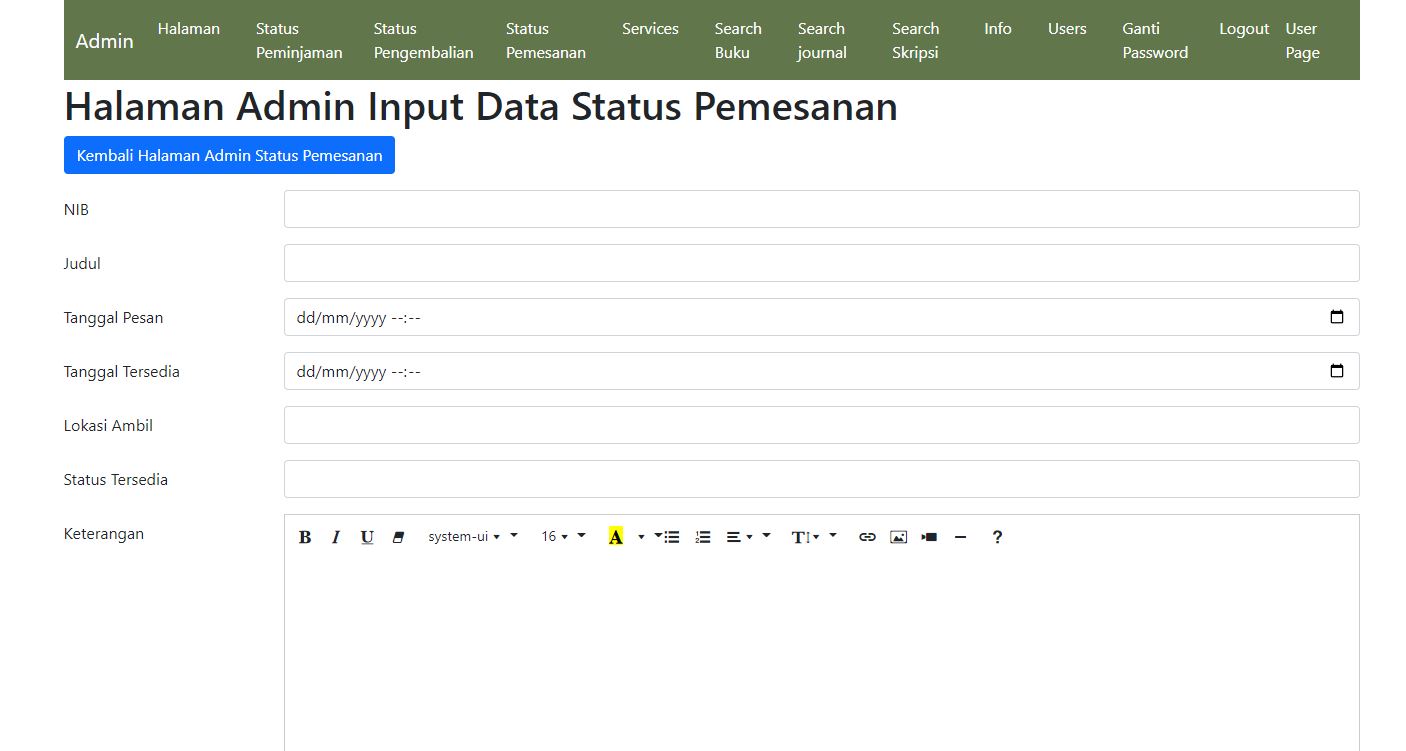 Admin
Halaman
Status
Peminjaman
Status
Pengembalian
Status
Pemesanan
Services
Search
Buku
Search
journal
Search
Skripsi
Info
Users
Ganti
Password
Logout
User
Page
Halaman Admin Input Data Status Pemesanan
Kembali Halaman Admin Status Pemesanan
NIB
Judul
Tanggal Pesan
dd/mm/yyyy --:--
Tanggal Tersedia
dd/mm/yyyy --:--
Lokasi Ambil
Status Tersedia
Keterangan
B I U system-ui 16 A T ?